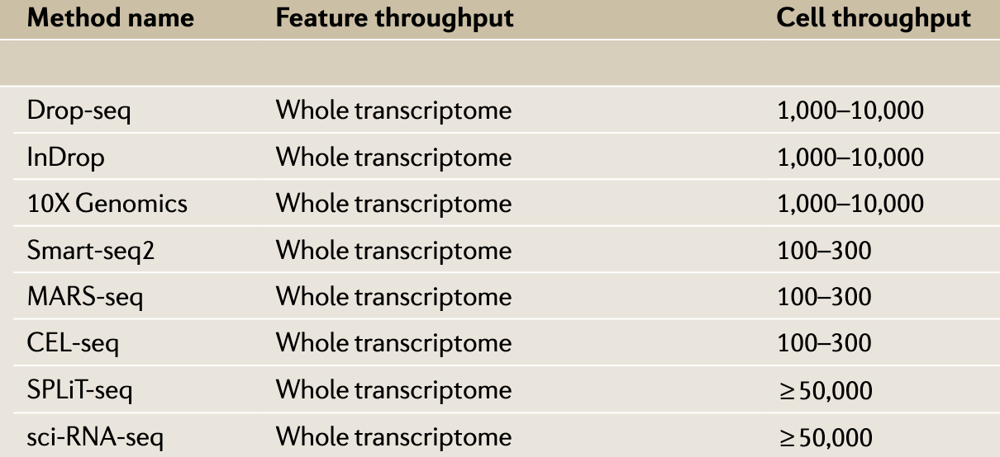 Method name Feature throughput Cell throughput
Drop-seq Whole transcriptome 1,000–10,000
InDrop Whole transcriptome 1,000–10,000
10X Genomics Whole transcriptome 1,000–10,000
Smart-seq2 Whole transcriptome 100–300
MARS-seq Whole transcriptome 100–300
CEL-seq Whole transcriptome 100–300
SPLiT-seq Whole transcriptome ≥50,000
sci-RNA-seq Whole transcriptome ≥50,000